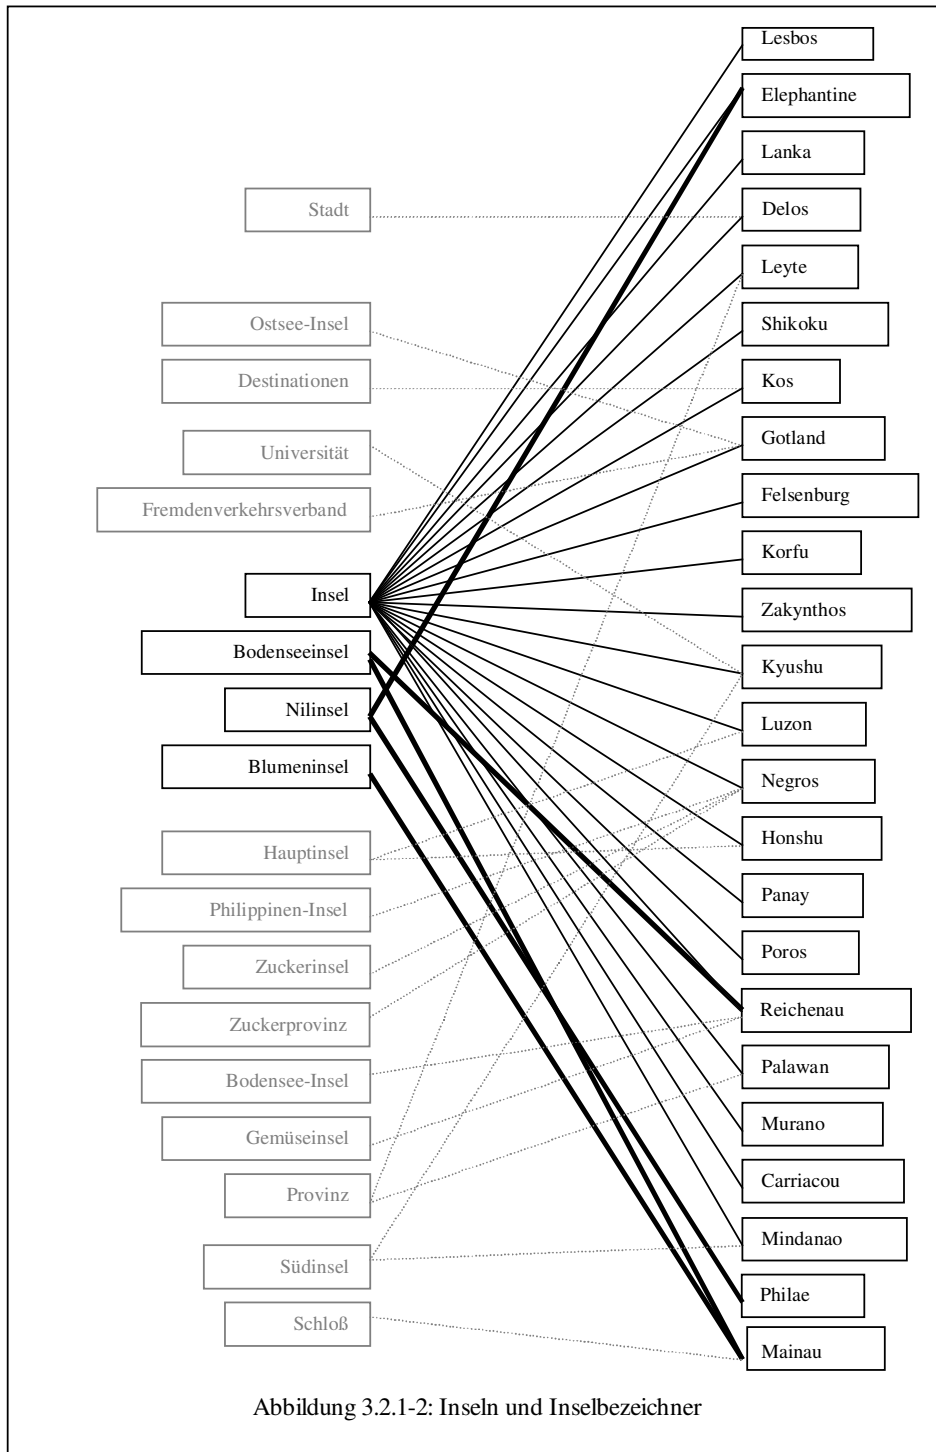 Lesbos
Elephantine
Lanka
Stadt
Delos
Leyte
Ostsee-Insel
Shikoku
Destinationen
Kos
Universität
Gotland
Fremdenverkehrsverband
Felsenburg
Korfu
Insel
Zakynthos
Bodenseeinsel
Kyushu
Nilinsel
Luzon
Blumeninsel
Negros
Hauptinsel
Honshu
Philippinen-Insel
Panay
Zuckerinsel
Poros
Zuckerprovinz
Reichenau
Bodensee-Insel
Palawan
Gemüseinsel
Murano
Provinz
Carriacou
Südinsel
Mindanao
Schloß
Philae
Mainau
Abbildung 3.2.1-2: Inseln und Inselbezeichner